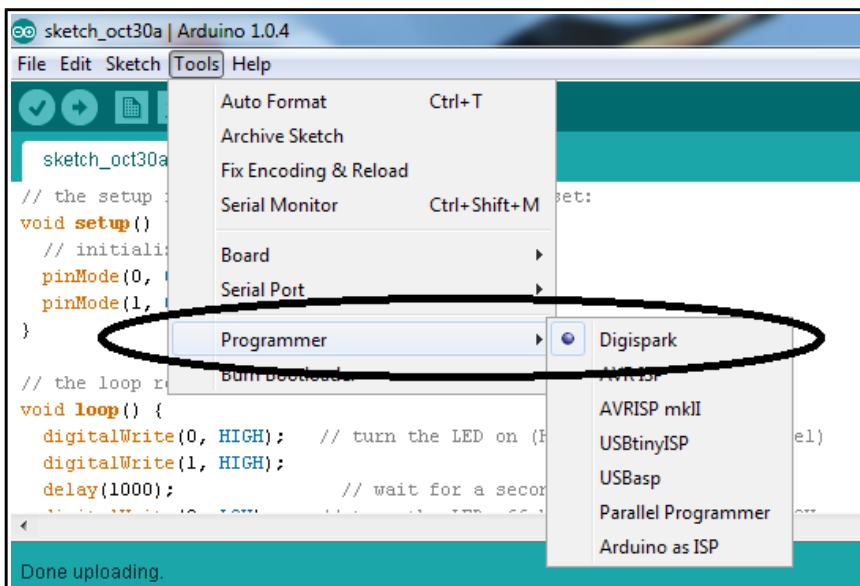 sketch_oct30a | Arduino 1.0.4
File Edit Sketch Tools Help
Auto Format Ctrl+T
Archive Sketch
sketch_oct30a
Fix Encoding & Reload
// the setup set:
Serial Monitor Ctrl+Shift+M
void setup()
// initiali
Board
pinMode(0,
Serial Port
pinMode(1,
}
Programmer
Digispark
Burn Bootloader
AVR ISP
// the loop r
void loop() {
AVRISP mkII
digitalWrite(0, HIGH); // turn the LED on (H el)
USBtinyISP
digitalWrite(1, HIGH);
USBasp
delay(1000); // wait for a secon
Parallel Programmer
Arduino as ISP
Done uploading.